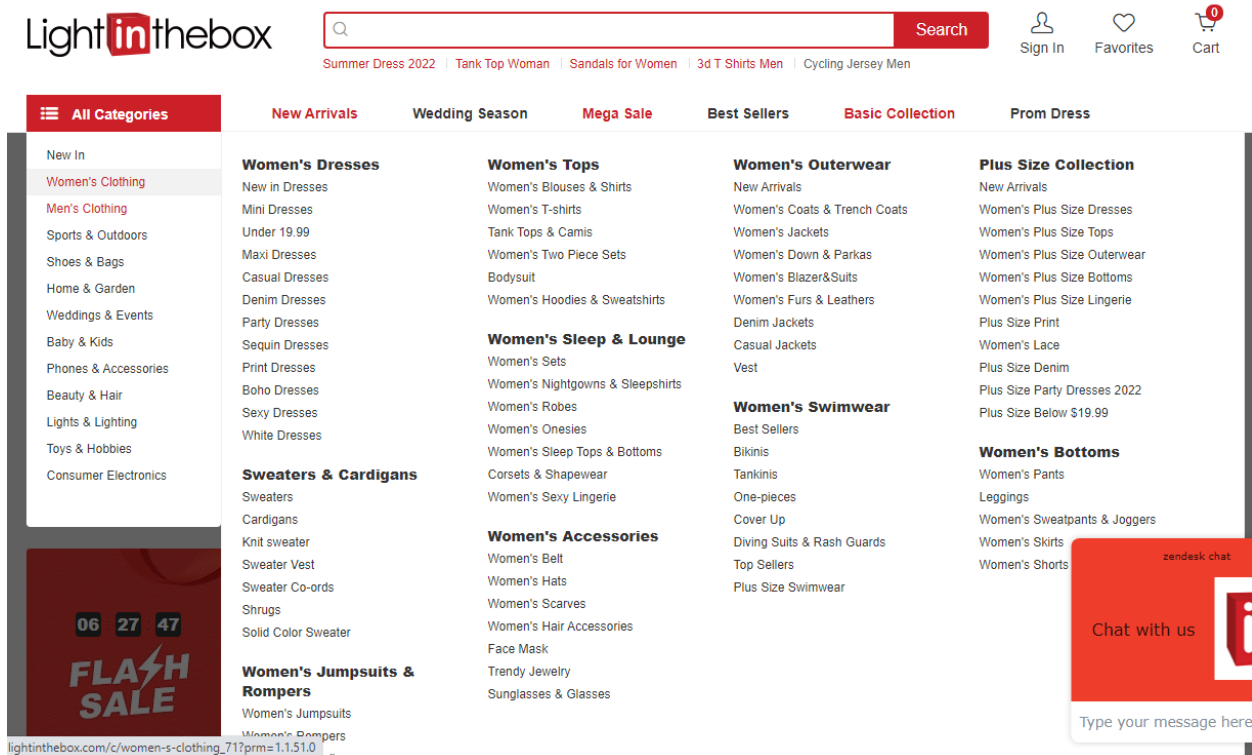 Lightinthebox
Search
Sign In
Favorites
0
Cart
Summer Dress 2022
Tank Top Woman
Sandals for Women
3d T Shirts Men
Cycling Jersey Men
All Categories
New Arrivals
Wedding Season
Mega Sale
Best Sellers
Basic Collection
Prom Dress
New In
Women's Clothing
Men's Clothing
Sports & Outdoors
Shoes & Bags
Home & Garden
Weddings & Events
Baby & Kids
Phones & Accessories
Beauty & Hair
Lights & Lighting
Toys & Hobbies
Consumer Electronics
06 27 47
FLASH
SALE
Women's Dresses
New in Dresses
Mini Dresses
Under 19.99
Maxi Dresses
Casual Dresses
Denim Dresses
Party Dresses
Sequin Dresses
Print Dresses
Boho Dresses
Sexy Dresses
White Dresses
Sweaters & Cardigans
Sweaters
Cardigans
Knit sweater
Sweater Vest
Sweater Co-ords
Shrugs
Solid Color Sweater
Women's Jumpsuits &
Rompers
Women's Jumpsuits
Women's Rompers
Women's Tops
Women's Blouses & Shirts
Women's T-shirts
Tank Tops & Camis
Women's Two Piece Sets
Bodysuit
Women's Hoodies & Sweatshirts
Women's Sleep & Lounge
Women's Sets
Women's Nightgowns & Sleepshirts
Women's Robes
Women's Onesies
Women's Sleep Tops & Bottoms
Corsets & Shapewear
Women's Sexy Lingerie
Women's Accessories
Women's Belt
Women's Hats
Women's Scarves
Women's Hair Accessories
Face Mask
Trendy Jewelry
Sunglasses & Glasses
Women's Outerwear
New Arrivals
Women's Coats & Trench Coats
Women's Jackets
Women's Down & Parkas
Women's Blazer&Suits
Women's Furs & Leathers
Denim Jackets
Casual Jackets
Vest
Women's Swimwear
Best Sellers
Bikinis
Tankinis
One-pieces
Cover Up
Diving Suits & Rash Guards
Top Sellers
Plus Size Swimwear
Plus Size Collection
New Arrivals
Women's Plus Size Dresses
Women's Plus Size Tops
Women's Plus Size Outerwear
Women's Plus Size Bottoms
Women's Plus Size Lingerie
Plus Size Print
Women's Lace
Plus Size Denim
Plus Size Party Dresses 2022
Plus Size Below $19.99
Women's Bottoms
Women's Pants
Leggings
Women's Sweatpants & Joggers
Women's Skirts
Women's Shorts
zendesk chat
Chat with us
Type your message here
lightinthebox.com/c/women-s-clothing_71?prm=1.1.51.0